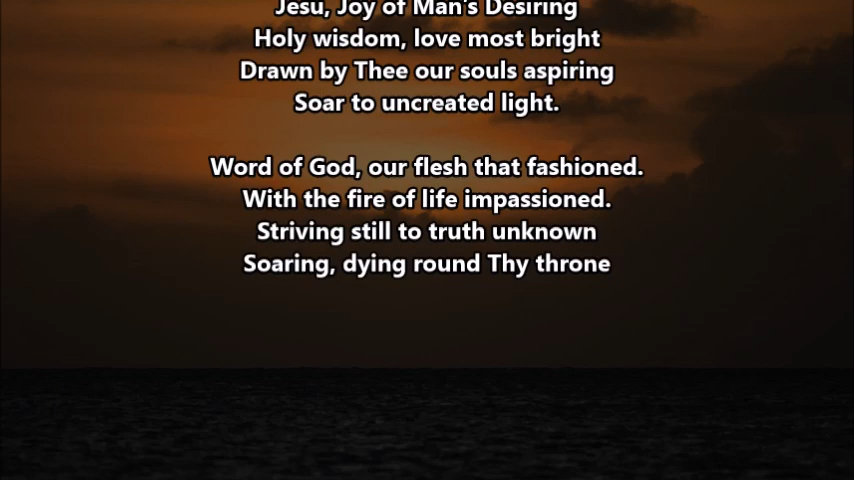 Jesu, Joy of Man's Desiring
Holy wisdom, love most bright
Drawn by Thee our souls aspiring
Soar to uncreated light.
Word of God, our flesh that fashioned.
With the fire of life impassioned.
Striving still to truth unknown
Soaring, dying round Thy throne